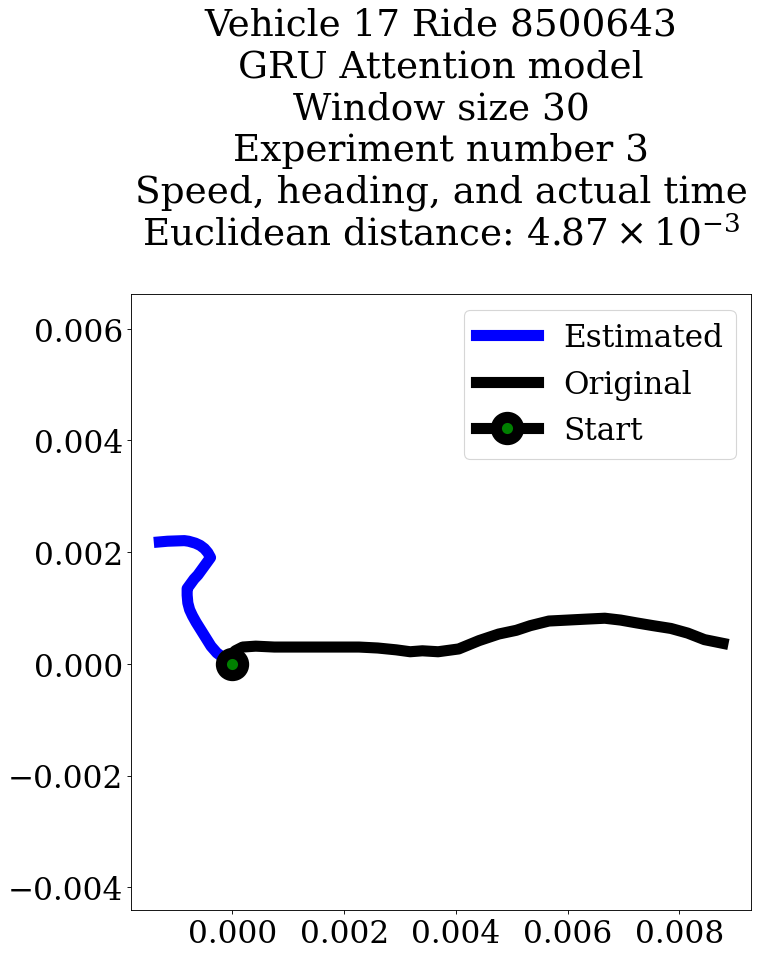 Vehicle 17 Ride 8500643
GRU Attention model
Window size 30
Experiment number 3
Speed, heading, and actual time
Euclidean distance: 4.87 × 10⁻³
Estimated
Original
Start
0.006
0.004
0.002
0.000
−0.002
−0.004
0.000 0.002 0.004 0.006 0.008